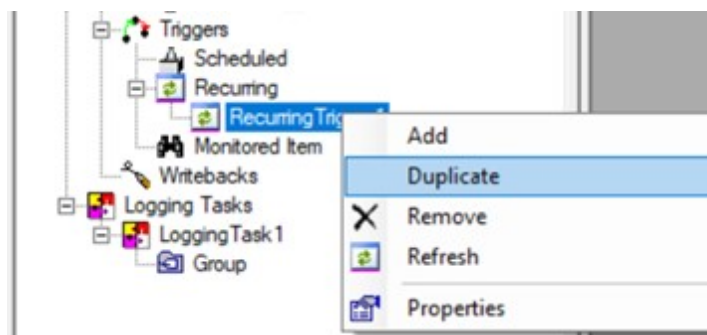 Triggers
Scheduled
Recurring
Add
Monitored Item
Duplicate
Writebacks
Logging Tasks
Remove
LoggingTask1
Refresh
Group
Properties